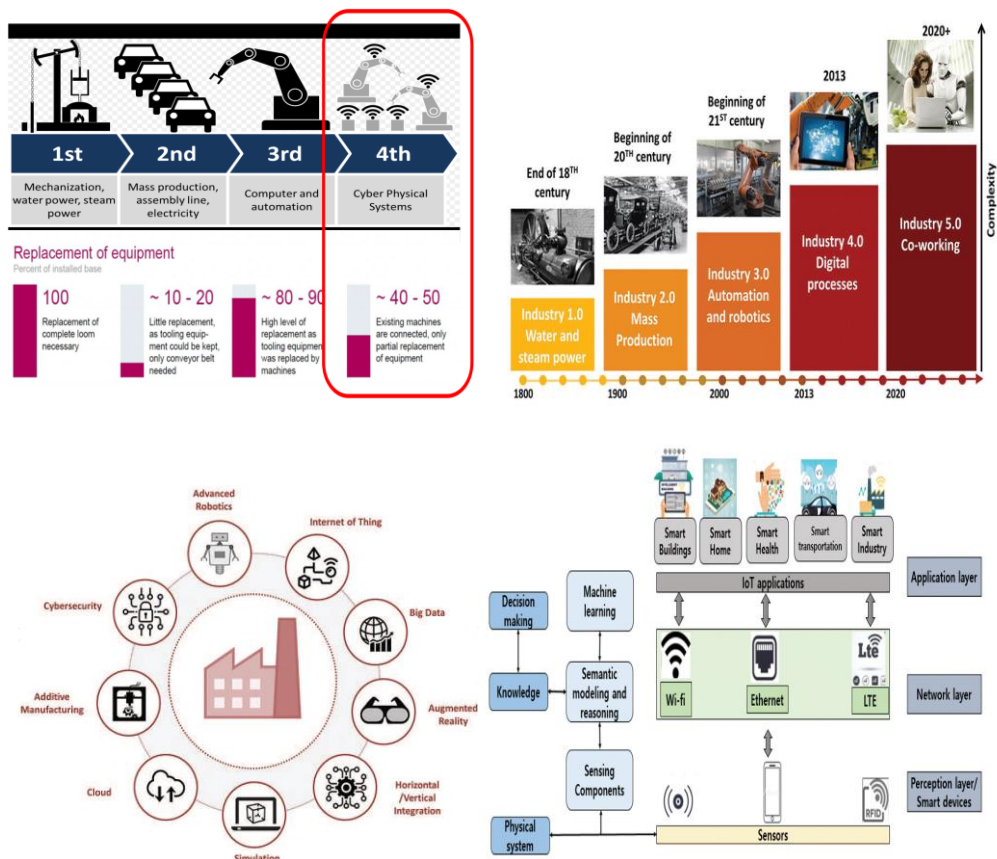 1st
2nd
3rd
4th
Mechanization,
water power, steam
power
Mass production,
assembly line,
electricity
Computer and
automation
Cyber Physical
Systems
Replacement of equipment
Percent of installed base
100
Replacement of
complete loom
necessary
~ 10 - 20
Little replacement,
as tooling equip-
ment could be kept,
only conveyor belt
needed
~ 80 - 90
High level of
replacement as
tooling equipment
was replaced by
machines
~ 40 - 50
Existing machines
are connected, only
partial replacement
of equipment
End of 18TH
century
Beginning of
20TH century
Beginning of
21ST century
2013
2020+
Industry 1.0
Water and
steam power
Industry 2.0
Mass
Production
Industry 3.0
Automation
and robotics
Industry 4.0
Digital
processes
Industry 5.0
Co-working
Complexity
1800
1900
2000
2013
2020
Advanced
Robotics
Internet of Thing
Big Data
Augmented
Reality
Horizontal
/Vertical
Integration
Simulation
Cloud
Additive
Manufacturing
Cybersecurity
Smart
Buildings
Smart
Home
Smart
Health
Smart
transportation
Smart
Industry
IoT applications
Application layer
Decision
making
Machine
learning
Knowledge
Semantic
modeling and
reasoning
Wi-fi
Ethernet
Lte
LTE
Network layer
Sensing
Components
Physical
system
RFID
Sensors
Perception layer/
Smart devices